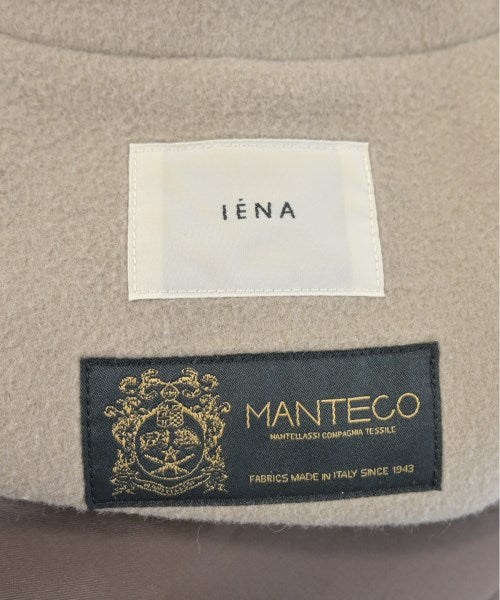 IÉNA
MANTECO
MANTELLASSI COMPAGNIA TESSILE
FABRICS MADE IN ITALY SINCE 1943